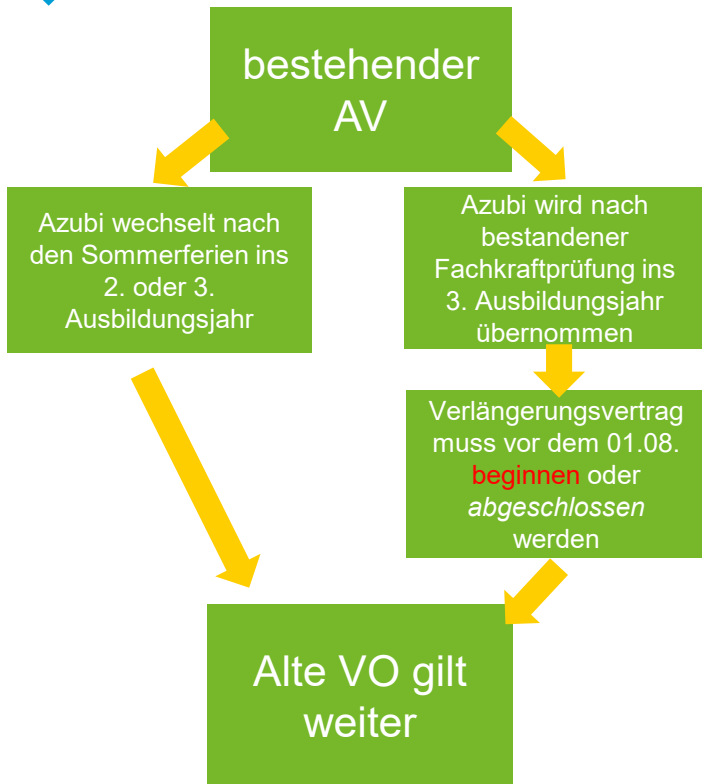 bestehender
AV
Azubi wechselt nach
den Sommerferien ins
2. oder 3.
Ausbildungsjahr
Azubi wird nach
bestandener
Fachkraftprüfung ins
3. Ausbildungsjahr
übernommen
Verlängerungsvertrag
muss vor dem 01.08.
beginnen oder
abgeschlossen
werden
Alte VO gilt
weiter